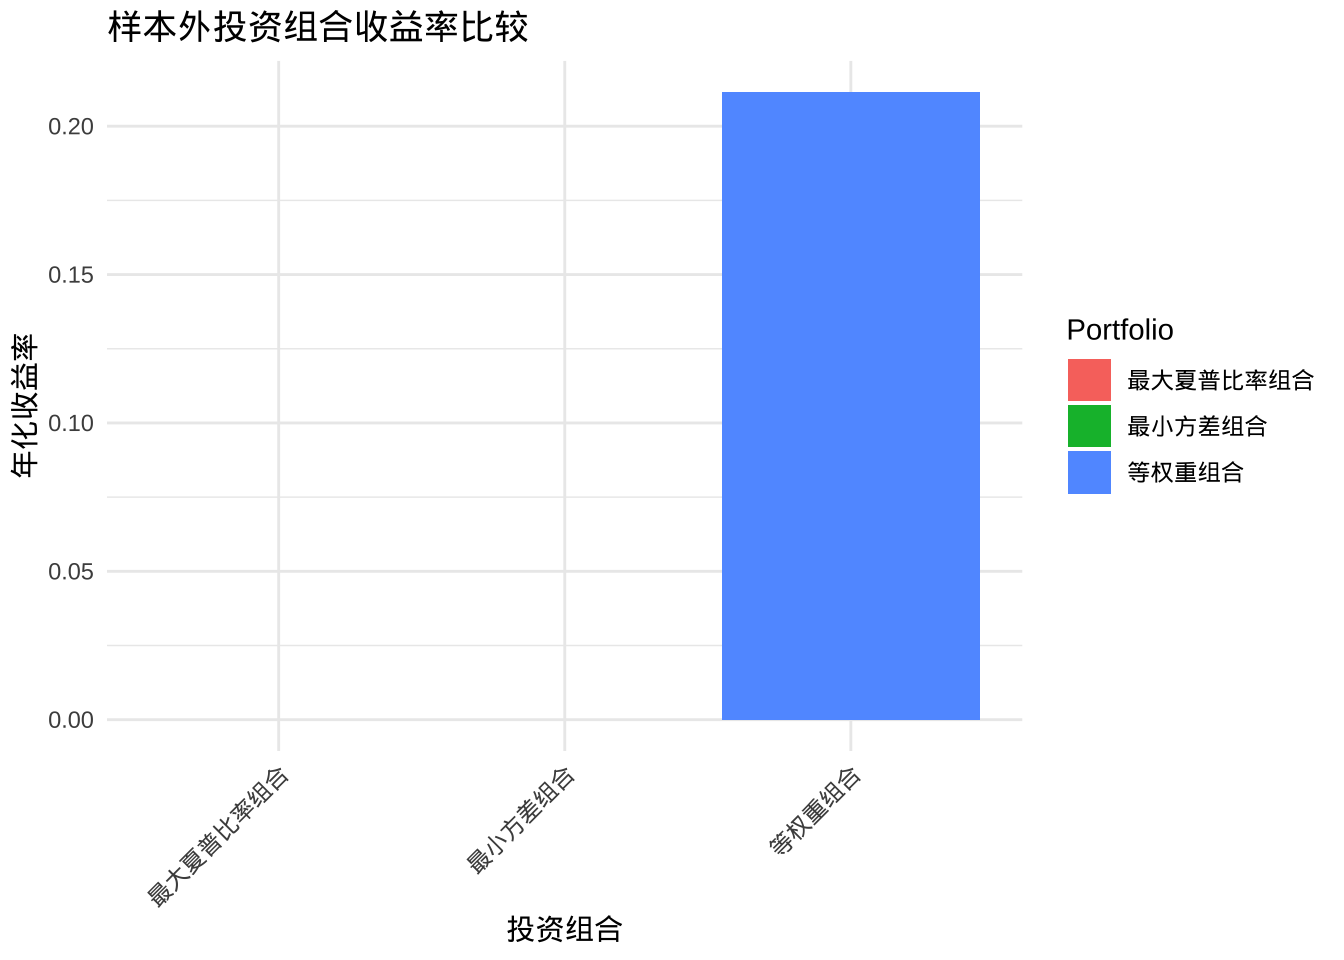 样本外投资组合收益率比较
年化收益率
0.20
0.15
0.10
0.05
0.00
最大夏普比率组合
最小方差组合
等权重组合
投资组合
Portfolio
最大夏普比率组合
最小方差组合
等权重组合